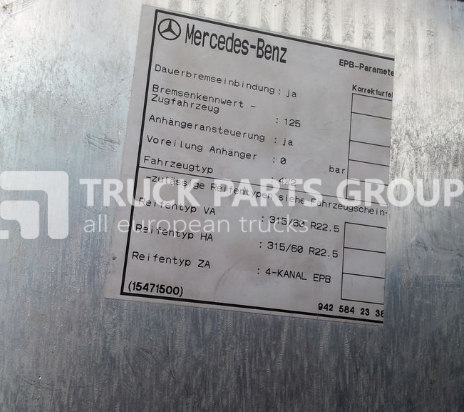 Mercedes-Benz
EPB-Paramete
Dauerbremseinbindung : ja
Korrekturfel
Bremsenkennwert -
Zugfahrzeug : 125
Anhängeransteuerung : ja
Voreilung Anhänger : 0 bar
Fahrzeugtyp
TRUCK PARTS GROUP
all european trucks
Reifentyp VA : 315/80 R22.5
Reifentyp HA : 315/60 R22.5
Reifentyp ZA : 4-KANAL EPB
(15471500)
942 584 23 38